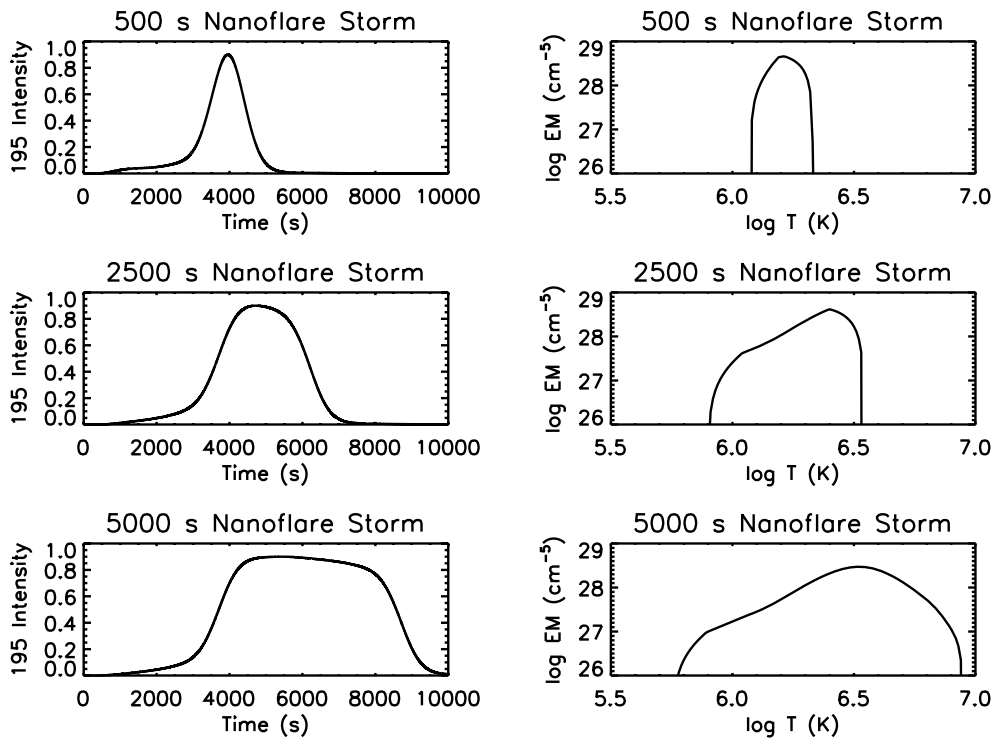 500 s Nanoflare Storm
195 Intensity
1.0
0.8
0.6
0.4
0.2
0.0
0 2000 4000 6000 8000 10000
Time (s)
500 s Nanoflare Storm
log EM (cm⁻⁵)
29
28
27
26
5.5 6.0 6.5 7.0
log T (K)
2500 s Nanoflare Storm
195 Intensity
1.0
0.8
0.6
0.4
0.2
0.0
0 2000 4000 6000 8000 10000
Time (s)
2500 s Nanoflare Storm
log EM (cm⁻⁵)
29
28
27
26
5.5 6.0 6.5 7.0
log T (K)
5000 s Nanoflare Storm
195 Intensity
1.0
0.8
0.6
0.4
0.2
0.0
0 2000 4000 6000 8000 10000
Time (s)
5000 s Nanoflare Storm
log EM (cm⁻⁵)
29
28
27
26
5.5 6.0 6.5 7.0
log T (K)